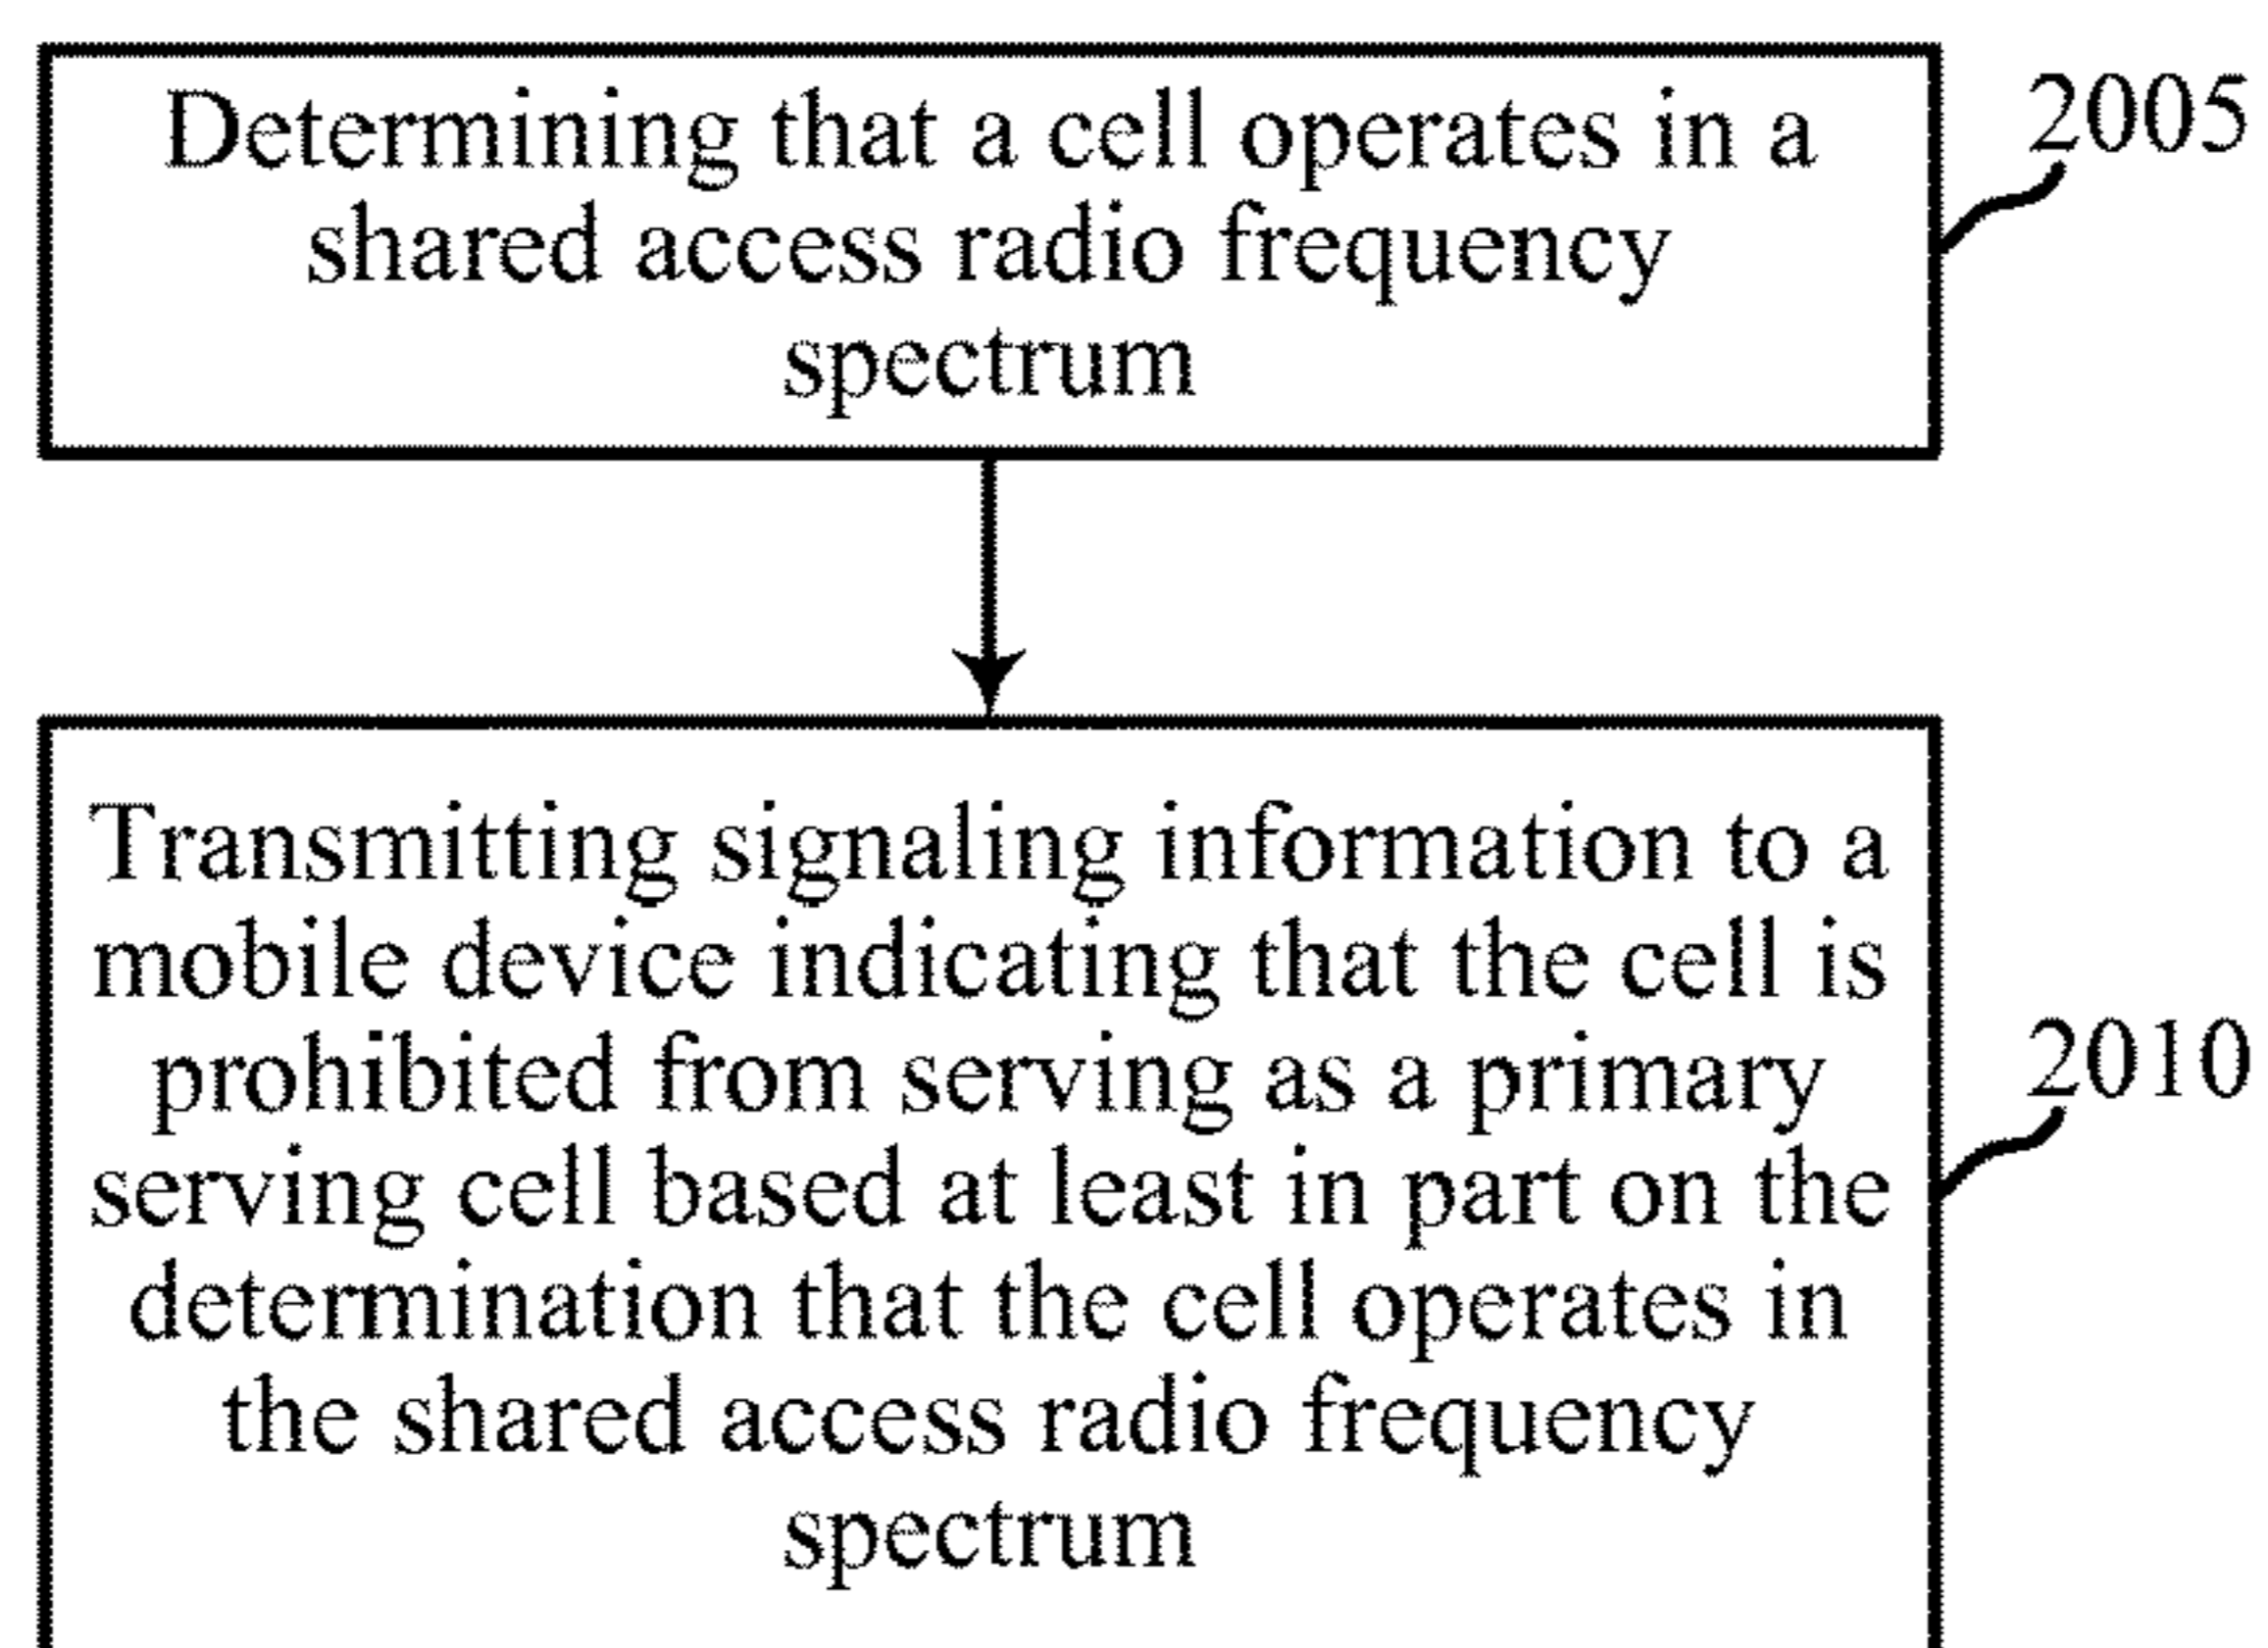 Determining that a cell operates in a
shared access radio frequency
spectrum
2005
Transmitting signaling information to a
mobile device indicating that the cell is
prohibited from serving as a primary
serving cell based at least in part on the
determination that the cell operates in
the shared access radio frequency
spectrum
2010